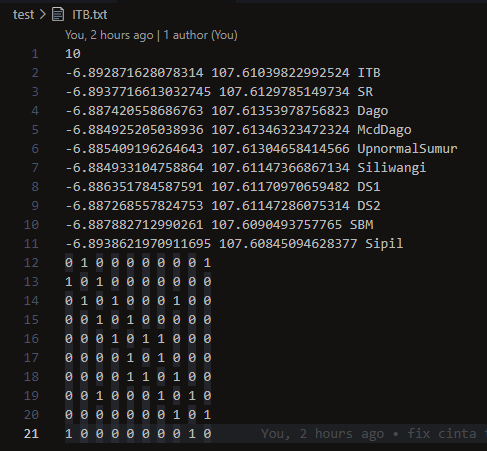 test > ITB.txt
You, 2 hours ago | 1 author (You)
1 10
2 -6.892871628078314 107.61039822992524 ITB
3 -6.8937716613032745 107.6129785149734 SR
4 -6.887420558686763 107.61353978756823 Dago
5 -6.884925205038936 107.61346323472324 McdDago
6 -6.885409196264643 107.61304658414566 UpnormalSumur
7 -6.884933104758864 107.61147366867134 Siliwangi
8 -6.886351784587591 107.61170970659482 DS1
9 -6.887268557824753 107.61147286075314 DS2
10 -6.887882712990261 107.6090493757765 SBM
11 -6.8938621970911695 107.60845094628377 Sipil
12 0 1 0 0 0 0 0 0 0 1
13 1 0 1 0 0 0 0 0 0 0
14 0 1 0 1 0 0 0 1 0 0
15 0 0 1 0 1 0 0 0 0 0
16 0 0 0 1 0 1 1 0 0 0
17 0 0 0 0 1 0 1 0 0 0
18 0 0 0 0 1 1 0 1 0 0
19 0 0 1 0 0 0 1 0 1 0
20 0 0 0 0 0 0 0 1 0 1
21 1 0 0 0 0 0 0 0 1 0 You, 2 hours ago • fix cinta